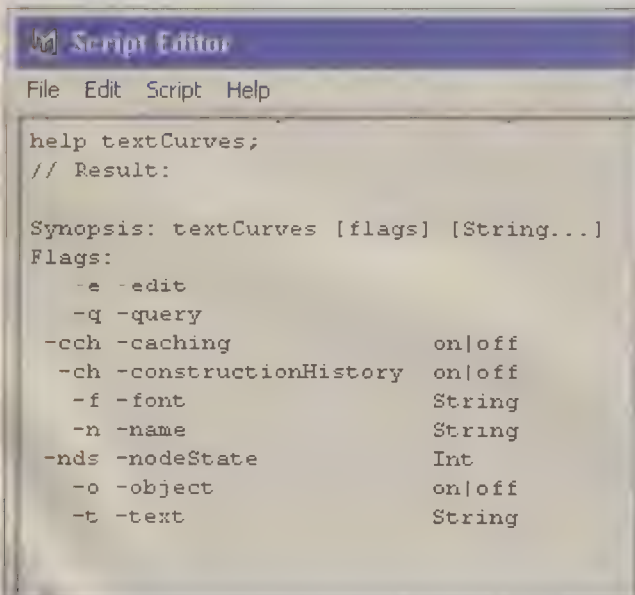 Script Editor
File Edit Script Help
help textCurves;
// Result:
Synopsis: textCurves [flags] [String...]
Flags:
-e -edit
-q -query
-cch -caching on|off
-ch -constructionHistory on|off
-f -font String
-n -name String
-nds -nodeState Int
-o -object on|off
-t -text String